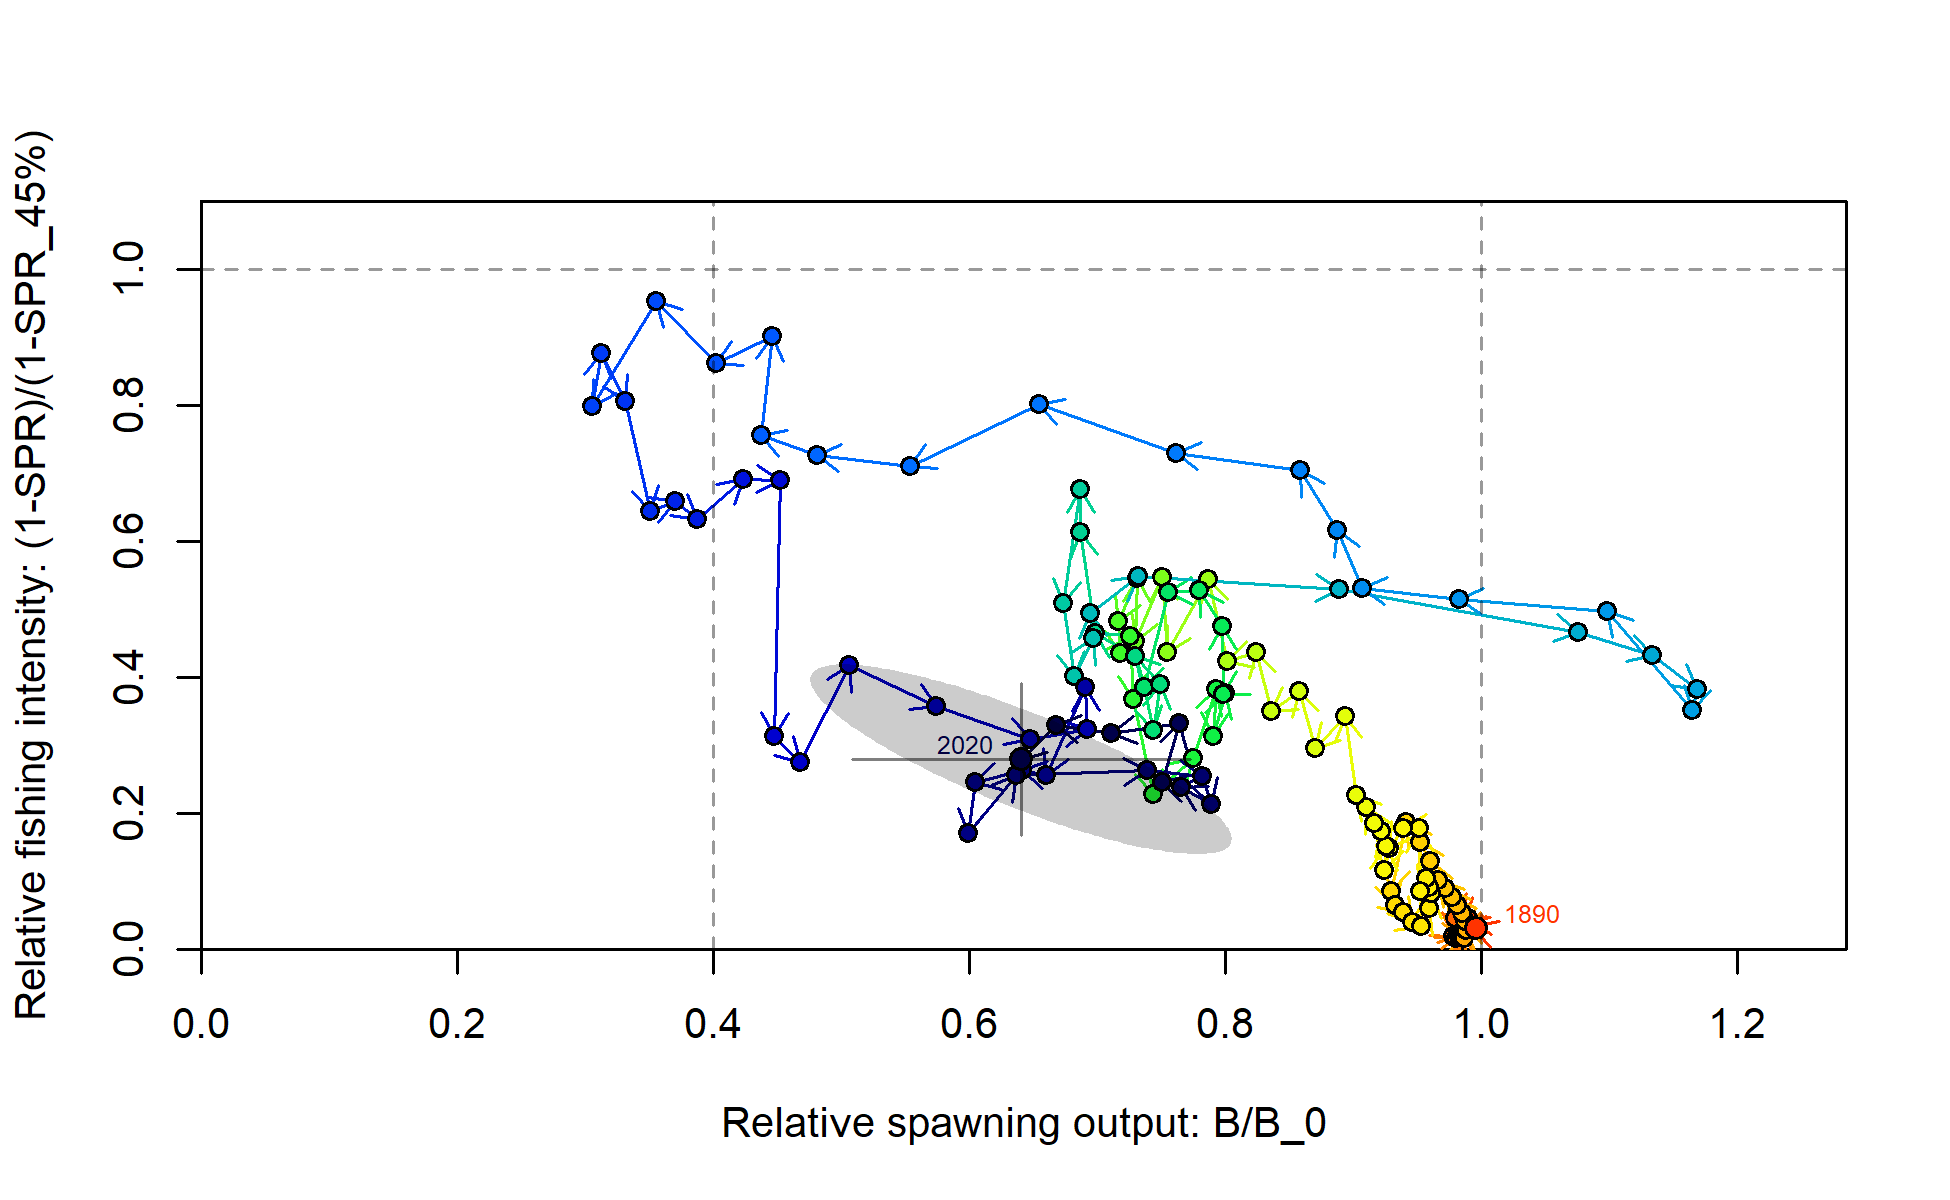 Relative fishing intensity: (1-SPR)/(1-SPR_45%)
1.0
0.8
0.6
0.4
0.2
0.0
2020
1890
0.0 0.2 0.4 0.6 0.8 1.0 1.2
Relative spawning output: B/B_0